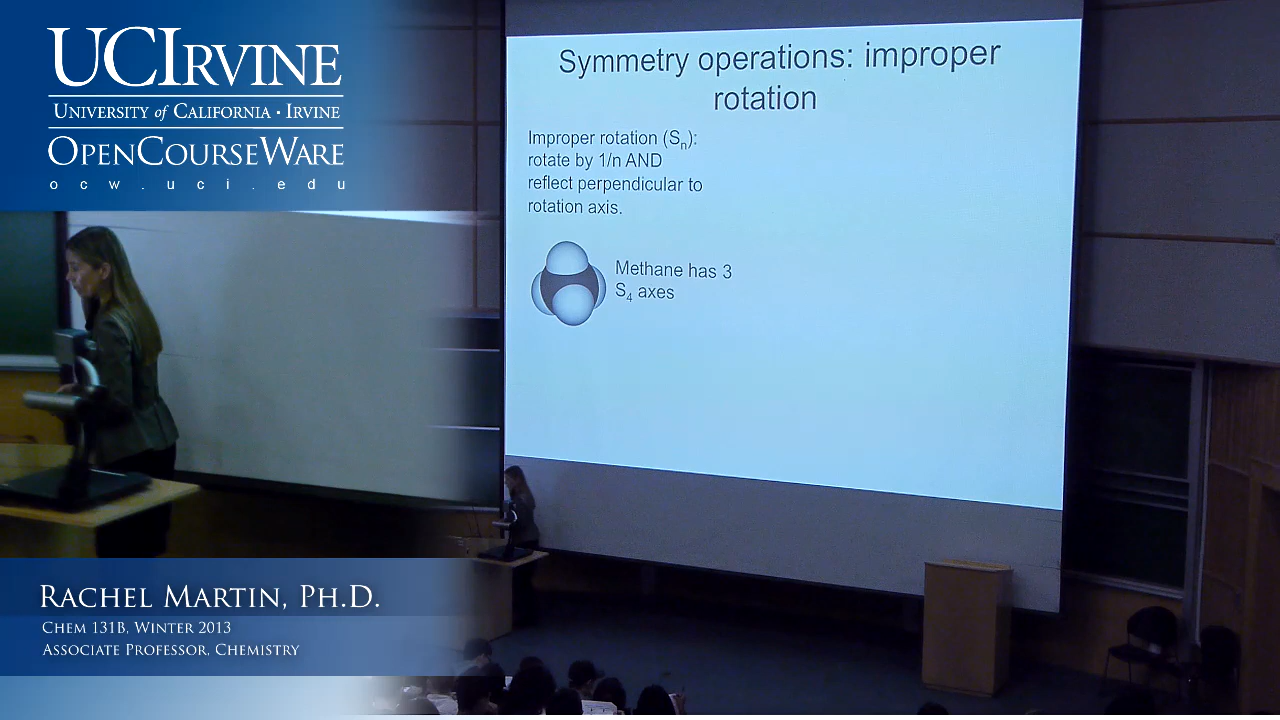 UCIRVINE
UNIVERSITY of CALIFORNIA · IRVINE
OPENCOURSEWARE
ocw.uci.edu
RACHEL MARTIN, PH.D.
CHEM 131B, WINTER 2013
ASSOCIATE PROFESSOR, CHEMISTRY
Symmetry operations: improper
rotation
Improper rotation (Sn):
rotate by 1/n AND
reflect perpendicular to
rotation axis.
Methane has 3
S4 axes